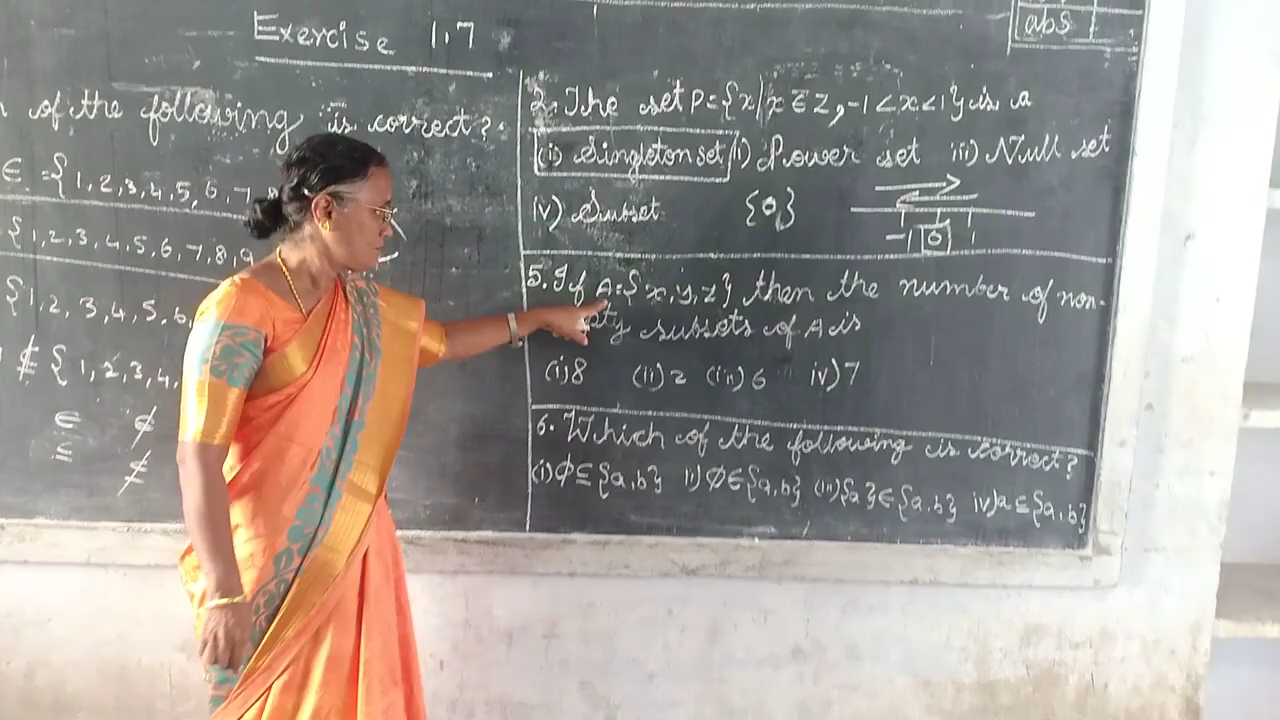 Exercise 1.7
abs
of the following is correct?
∈ {1, 2, 3, 4, 5, 6, 7, 8
{1, 2, 3, 4, 5, 6, 7, 8, 9
{1, 2, 3, 4, 5, 6,
⊄ {1, 2, 3, 4,
∈ ∉
⊆ ⊄
2. The set P={x|x∈Z, -1<x<1} is a
(i) Singleton set ii) Power set iii) Null set
iv) Subset {0}
-1 0 1
5. If A={x, y, z} then the number of non-
pty subsets of A is
(i) 8 (ii) 2 (iii) 6 iv) 7
6. Which of the following is correct?
(i) ∅⊆{a, b} ii) ∅∈{a, b} (iii) {a}∈{a, b} iv) a⊆{a, b}